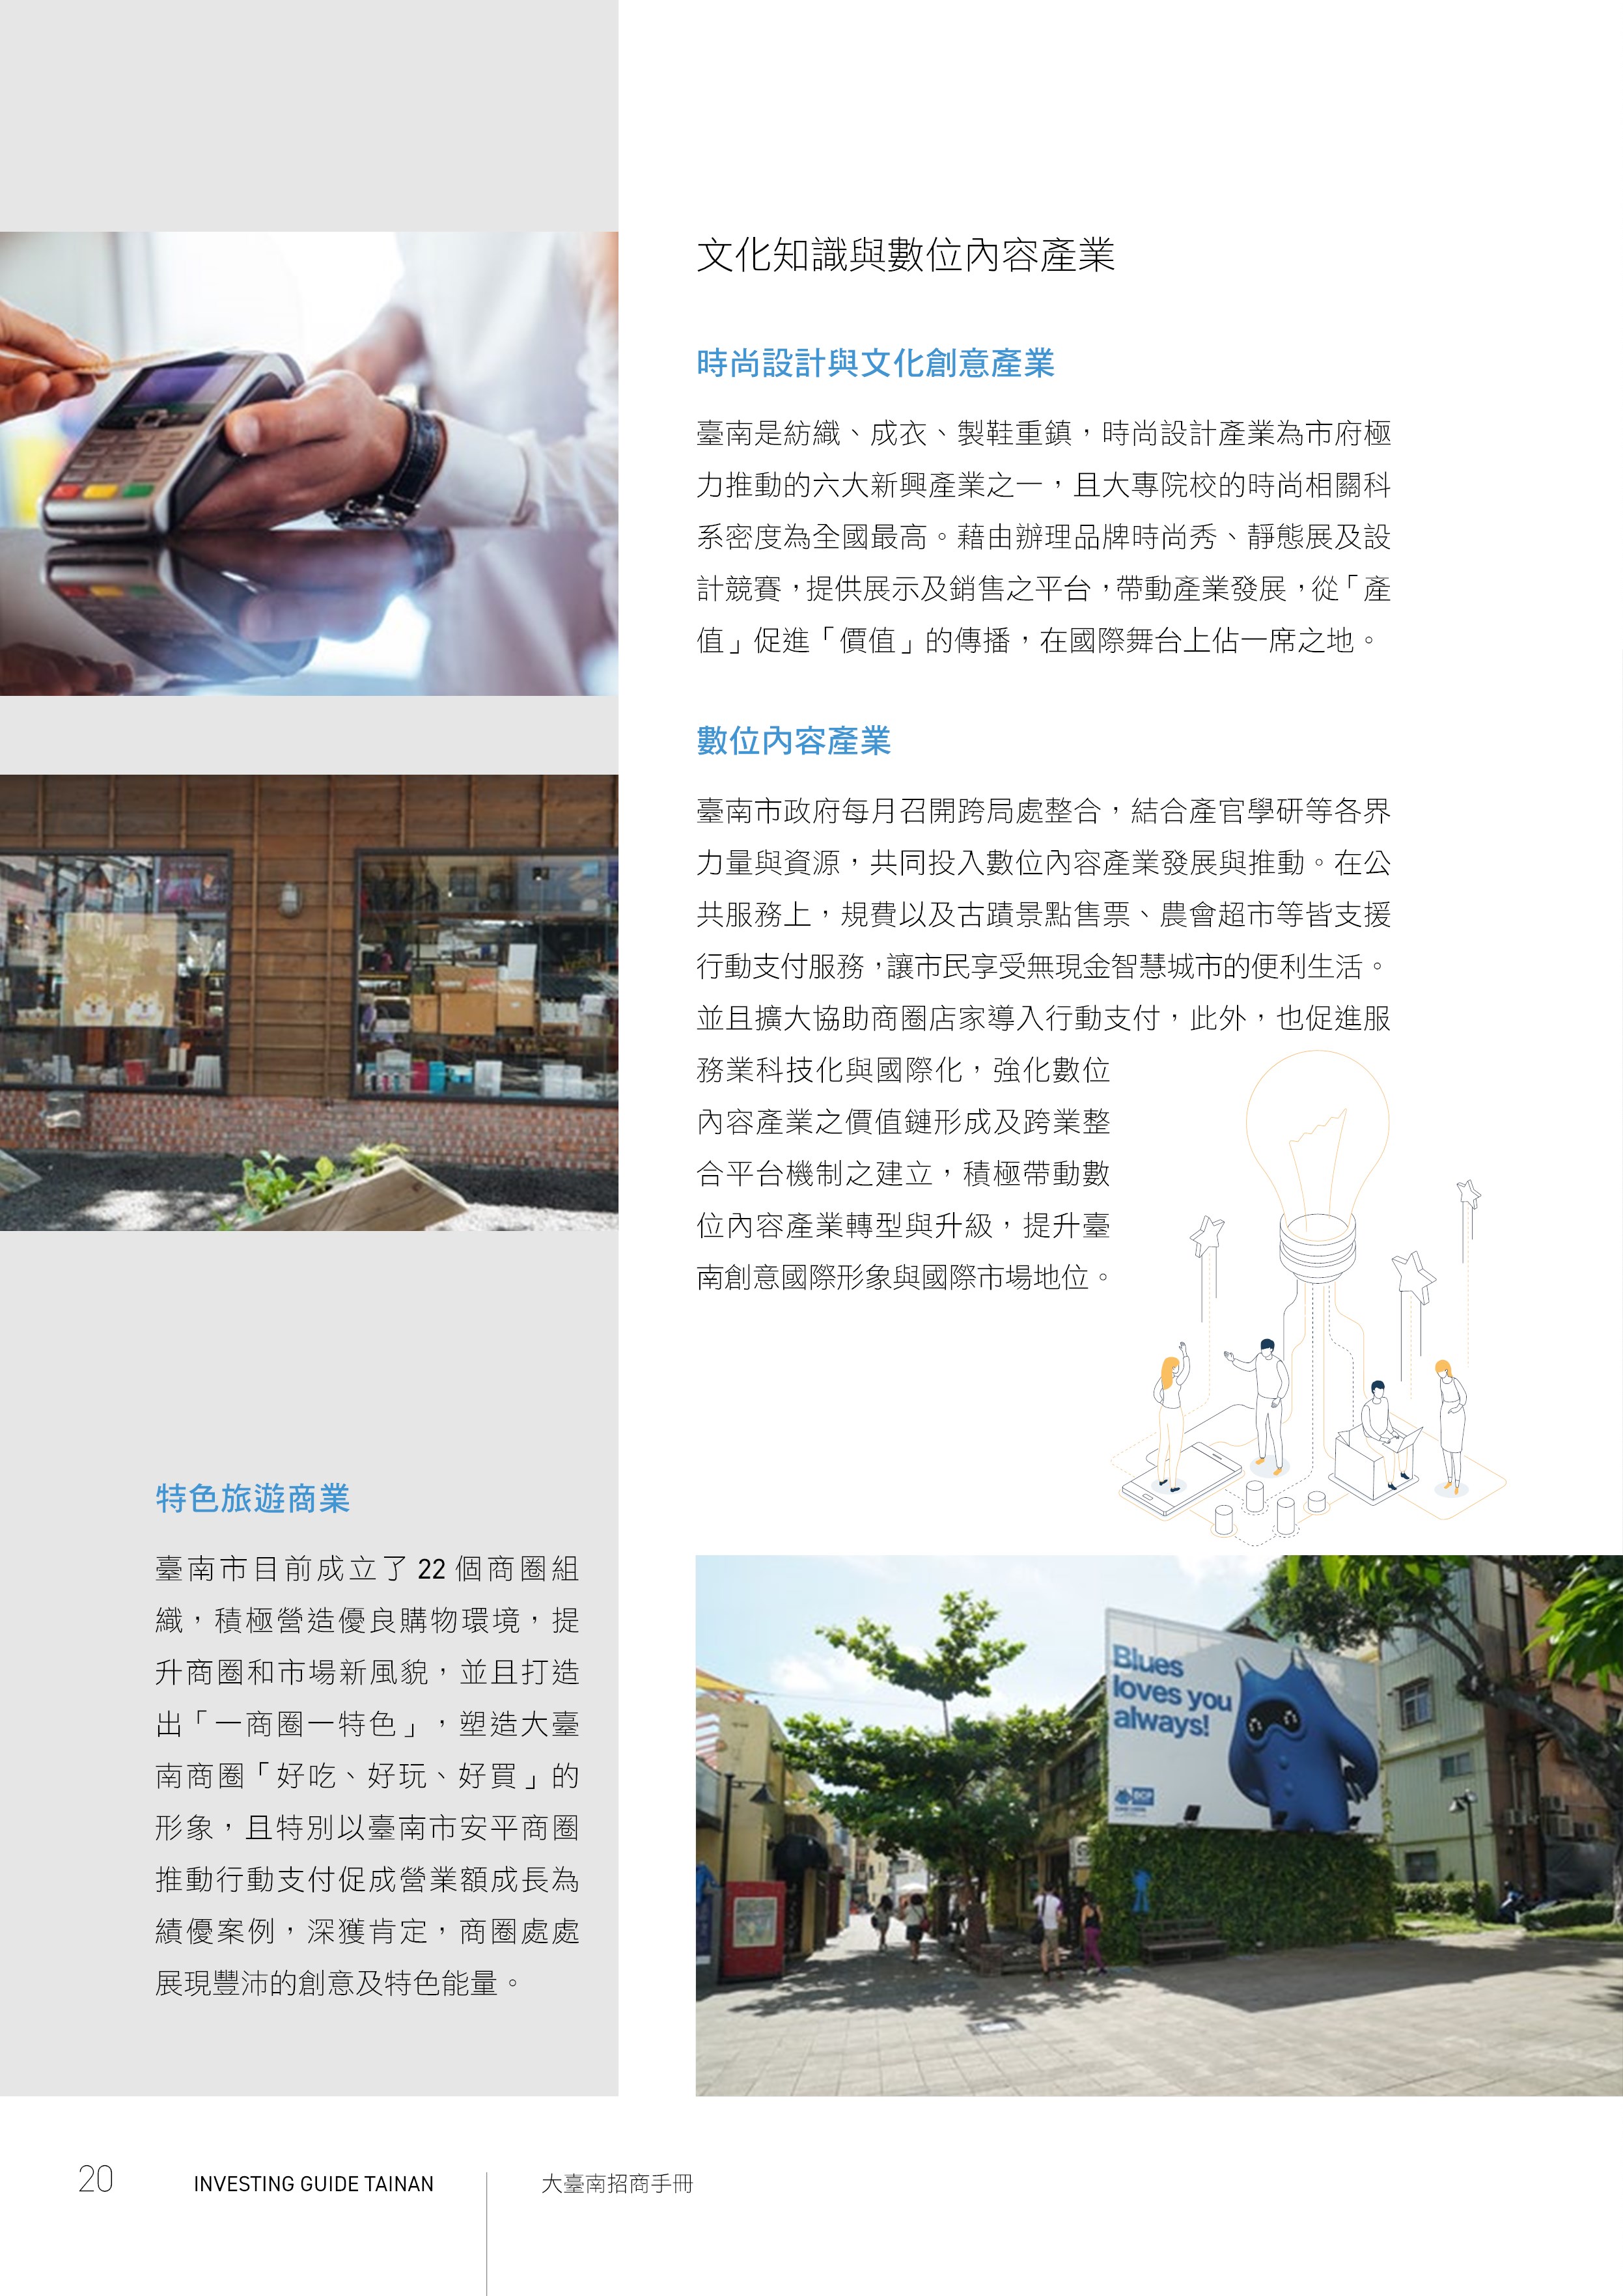 文化知識與數位內容產業
時尚設計與文化創意產業
臺南是紡織、成衣、製鞋重鎮，時尚設計產業為市府極
力推動的六大新興產業之一，且大專院校的時尚相關科
系密度為全國最高。藉由辦理品牌時尚秀、靜態展及設
計競賽，提供展示及銷售之平台，帶動產業發展，從「產
值」促進「價值」的傳播，在國際舞台上佔一席之地。
數位內容產業
臺南市政府每月召開跨局處整合，結合產官學研等各界
力量與資源，共同投入數位內容產業發展與推動。在公
共服務上，規費以及古蹟景點售票、農會超市等皆支援
行動支付服務，讓市民享受無現金智慧城市的便利生活。
並且擴大協助商圈店家導入行動支付，此外，也促進服
務業科技化與國際化，強化數位
內容產業之價值鏈形成及跨業整
合平台機制之建立，積極帶動數
位內容產業轉型與升級，提升臺
南創意國際形象與國際市場地位。
特色旅遊商業
臺南市目前成立了 22 個商圈組
織，積極營造優良購物環境，提
升商圈和市場新風貌，並且打造
出「一商圈一特色」，塑造大臺
南商圈「好吃、好玩、好買」的
形象，且特別以臺南市安平商圈
推動行動支付促成營業額成長為
績優案例，深獲肯定，商圈處處
展現豐沛的創意及特色能量。
Blues
loves you
always!
BCP
20
INVESTING GUIDE TAINAN
大臺南招商手冊